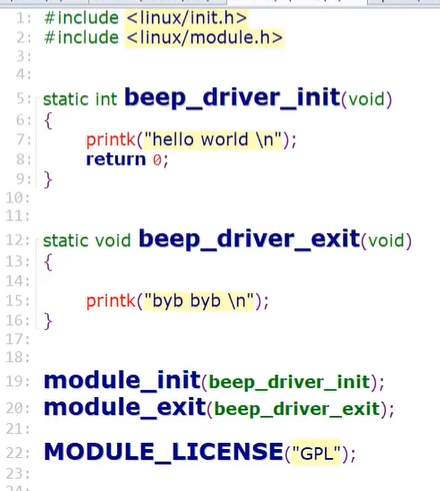 1: #include <linux/init.h>
2: #include <linux/module.h>
3:
4:
5: static int beep_driver_init(void)
6: {
7: printk("hello world \n");
8: return 0;
9: }
10:
11:
12: static void beep_driver_exit(void)
13: {
14:
15: printk("byb byb \n");
16: }
17:
18:
19: module_init(beep_driver_init);
20: module_exit(beep_driver_exit);
21:
22: MODULE_LICENSE("GPL");
23: